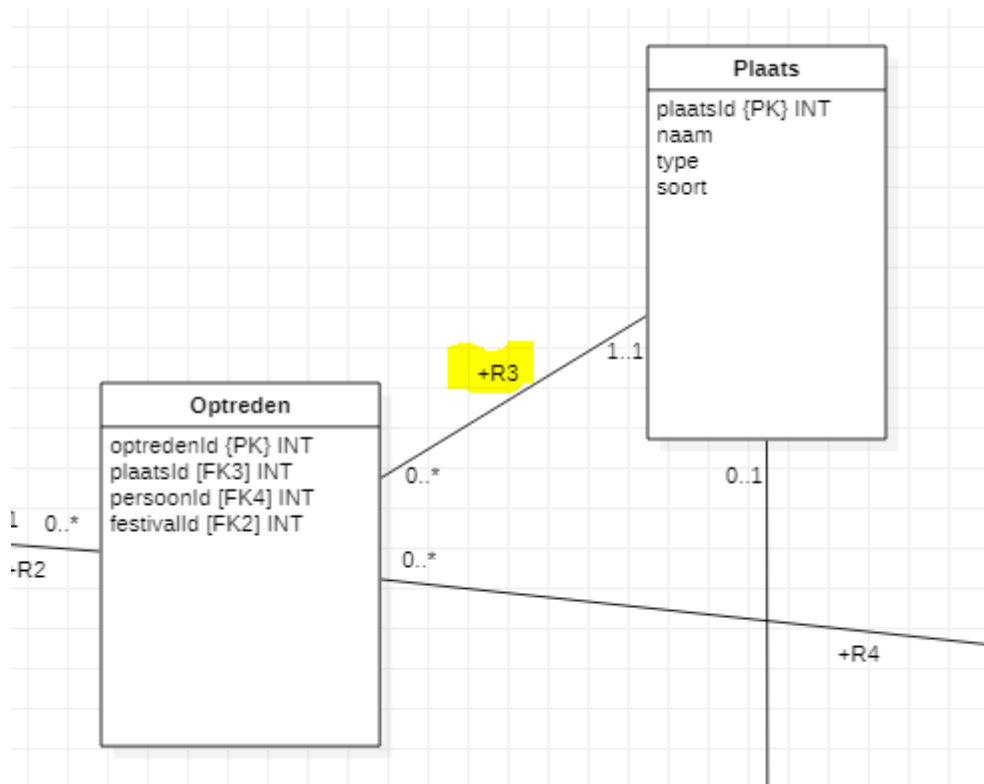 Plaats
plaatsId {PK} INT
naam
type
soort
1..1
+R3
Optreden
optredenId {PK} INT
plaatsId [FK3] INT
persoonId [FK4] INT
festivalId [FK2] INT
0..*
0..1
1 0..*
+R2
0..*
+R4